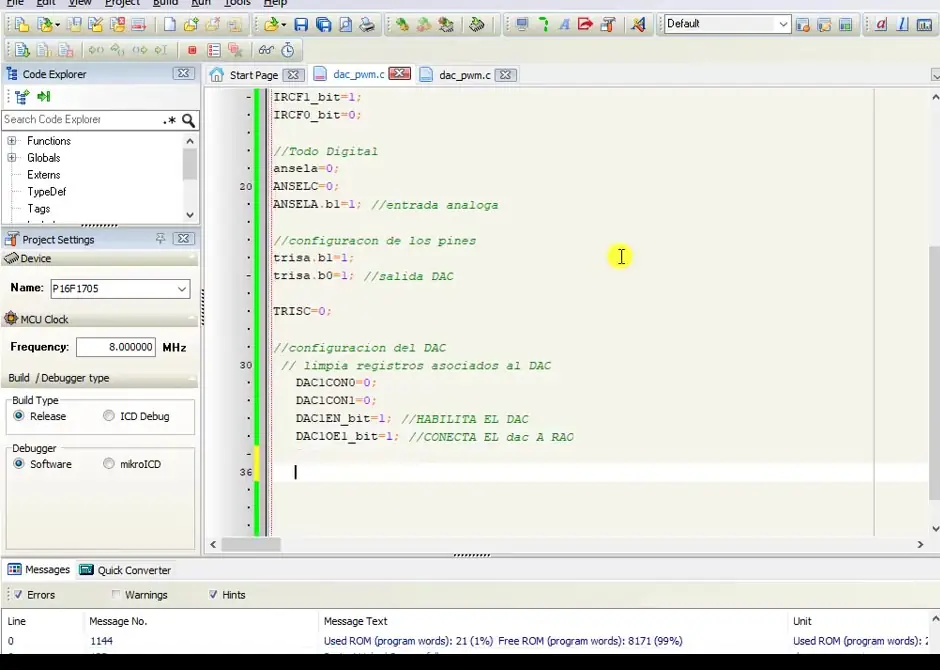 File Edit View Project Build Run Tools Help
Default
Code Explorer
Start Page
dac_pwm.c
dac_pwm.c
Search Code Explorer
Functions
Globals
Externs
TypeDef
Tags
Project Settings
Device
Name: P16F1705
MCU Clock
Frequency: 8.000000 MHz
Build / Debugger type
Build Type
Release
ICD Debug
Debugger
Software
mikroICD
IRCF1_bit=1;
IRCF0_bit=0;
//Todo Digital
ansela=0;
20 ANSELC=0;
ANSELA.b1=1; //entrada analoga
//configuracon de los pines
trisa.b1=1;
trisa.b0=1; //salida DAC
TRISC=0;
//configuracion del DAC
30 // limpia registros asociados al DAC
DAC1CON0=0;
DAC1CON1=0;
DAC1EN_bit=1; //HABILITA EL DAC
DAC1OE1_bit=1; //CONECTA EL dac A RAO
36
Messages
Quick Converter
Errors
Warnings
Hints
Line Message No. Message Text Unit
0 1144 Used ROM (program words): 21 (1%) Free ROM (program words): 8171 (99%) Used ROM (program words): 2